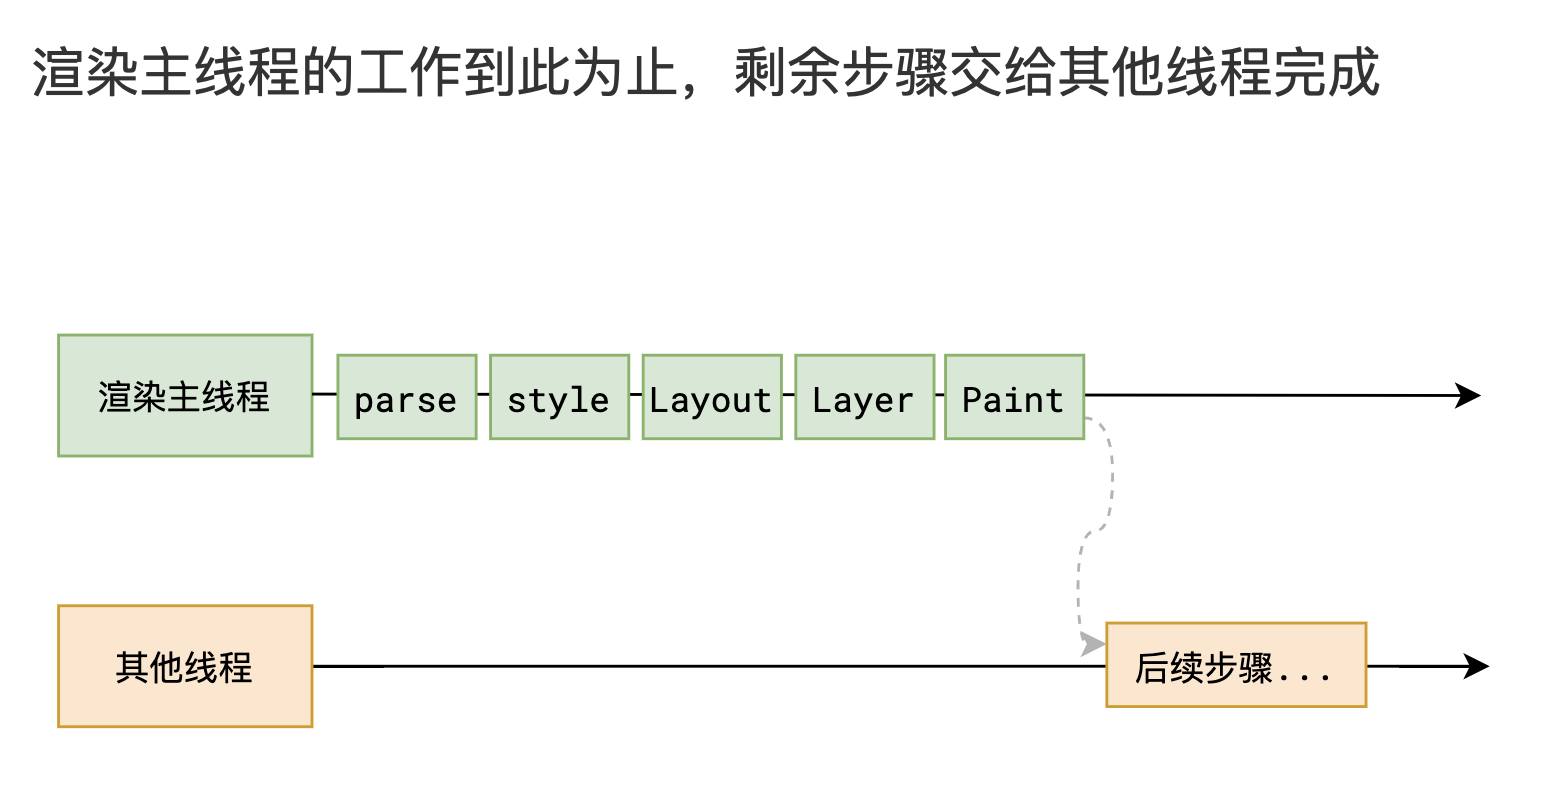 渲染主线程的工作到此为止，剩余步骤交给其他线程完成
渲染主线程
parse
style
Layout
Layer
Paint
其他线程
后续步骤...